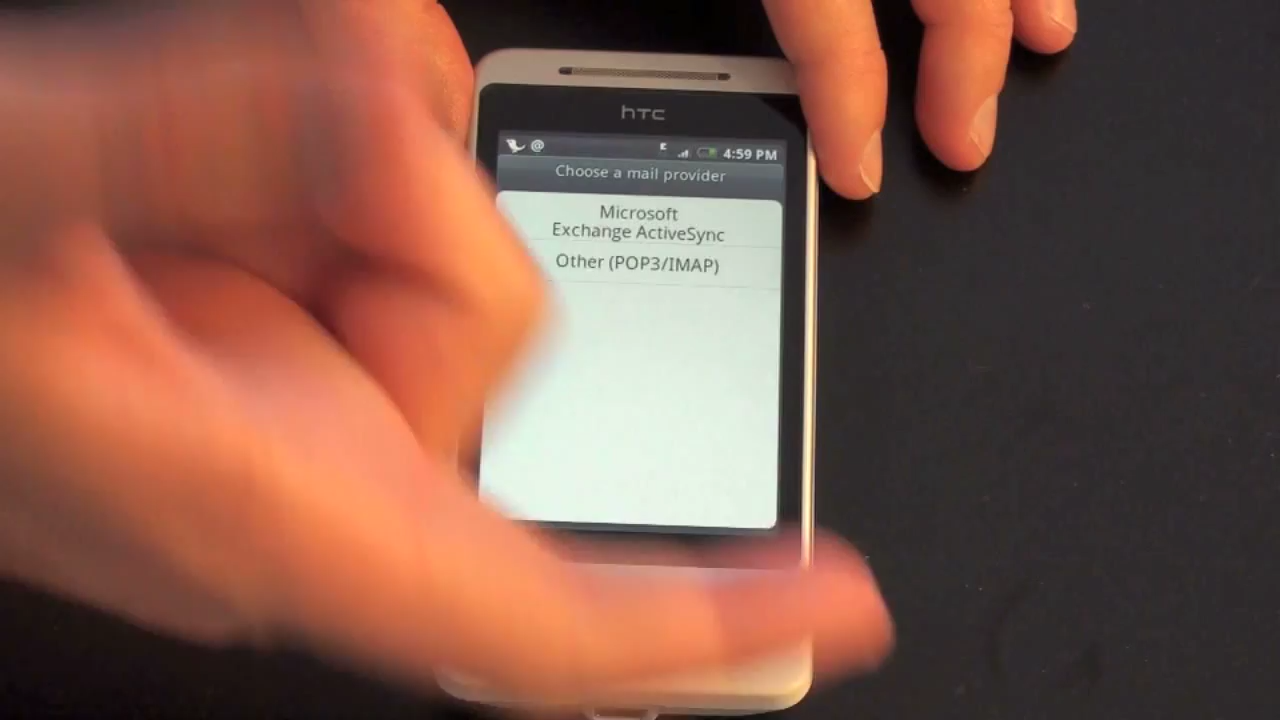 hTC
@ E 4:59 PM
Choose a mail provider
Microsoft
Exchange ActiveSync
Other (POP3/IMAP)